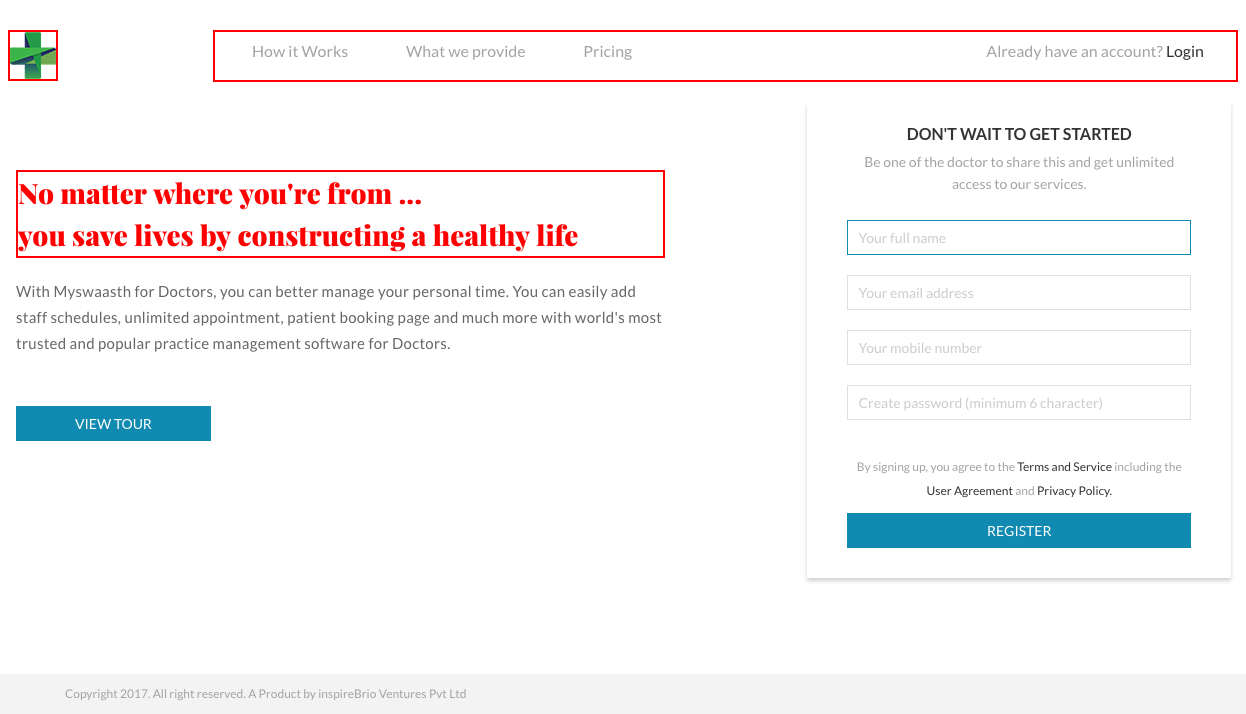 How it Works
What we provide
Pricing
Already have an account? Login
No matter where you're from ...
you save lives by constructing a healthy life
With Myswaasth for Doctors, you can better manage your personal time. You can easily add
staff schedules, unlimited appointment, patient booking page and much more with world's most
trusted and popular practice management software for Doctors.
VIEW TOUR
DON'T WAIT TO GET STARTED
Be one of the doctor to share this and get unlimited
access to our services.
Your full name
Your email address
Your mobile number
Create password (minimum 6 character)
By signing up, you agree to the Terms and Service including the
User Agreement and Privacy Policy.
REGISTER
Copyright 2017. All right reserved. A Product by inspireBrio Ventures Pvt Ltd